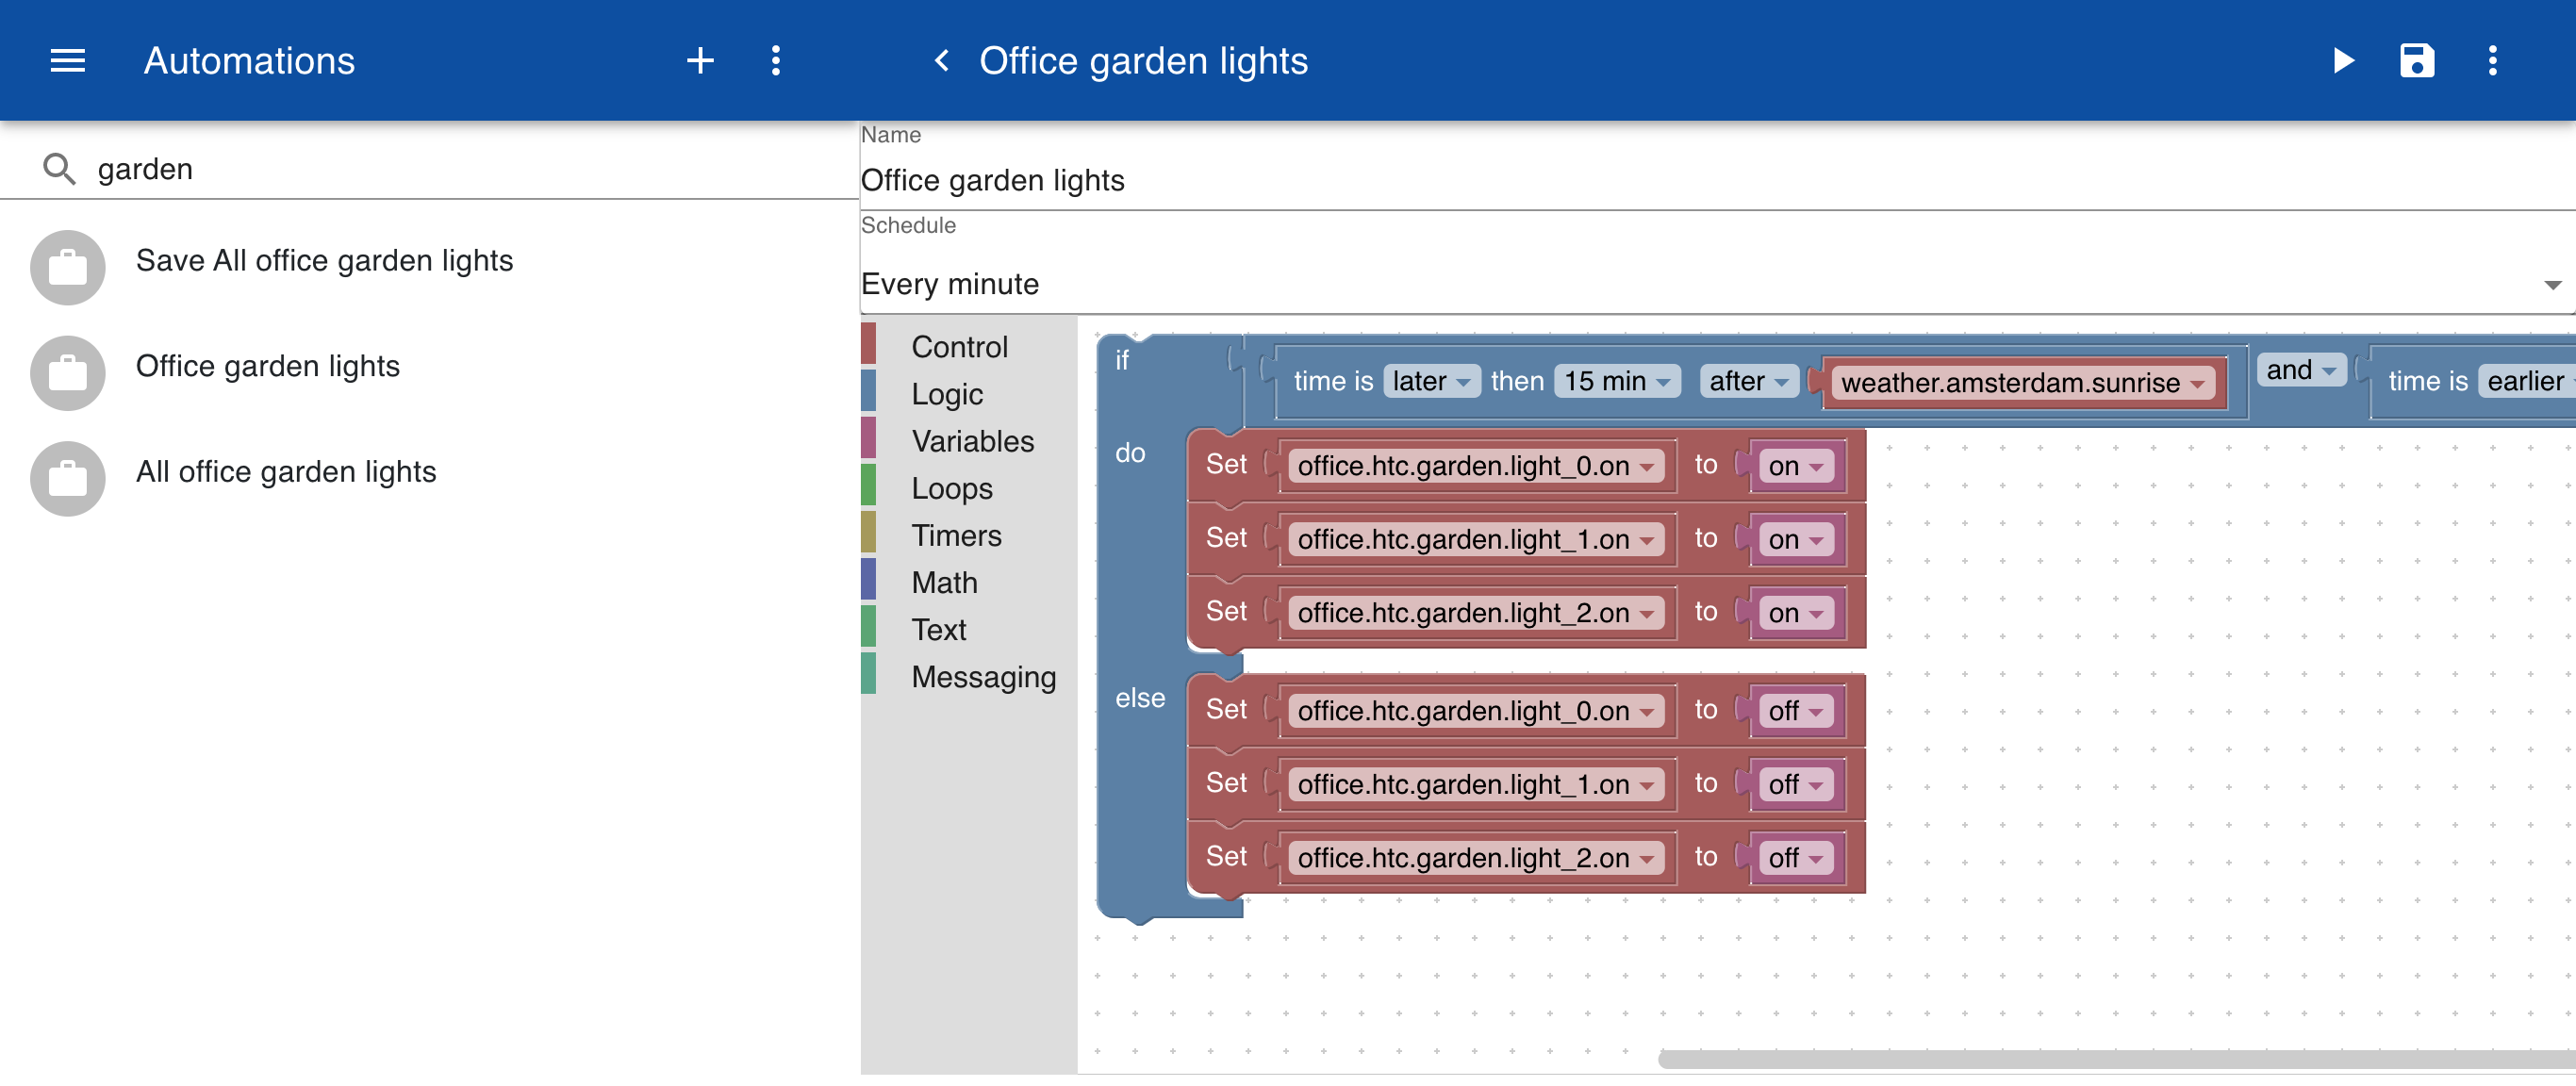 Automations
Office garden lights
garden
Save All office garden lights
Office garden lights
All office garden lights
Name
Office garden lights
Schedule
Every minute
Control
Logic
Variables
Loops
Timers
Math
Text
Messaging
if time is later then 15 min after weather.amsterdam.sunrise and time is earlier
do Set office.htc.garden.light_0.on to on
Set office.htc.garden.light_1.on to on
Set office.htc.garden.light_2.on to on
else Set office.htc.garden.light_0.on to off
Set office.htc.garden.light_1.on to off
Set office.htc.garden.light_2.on to off